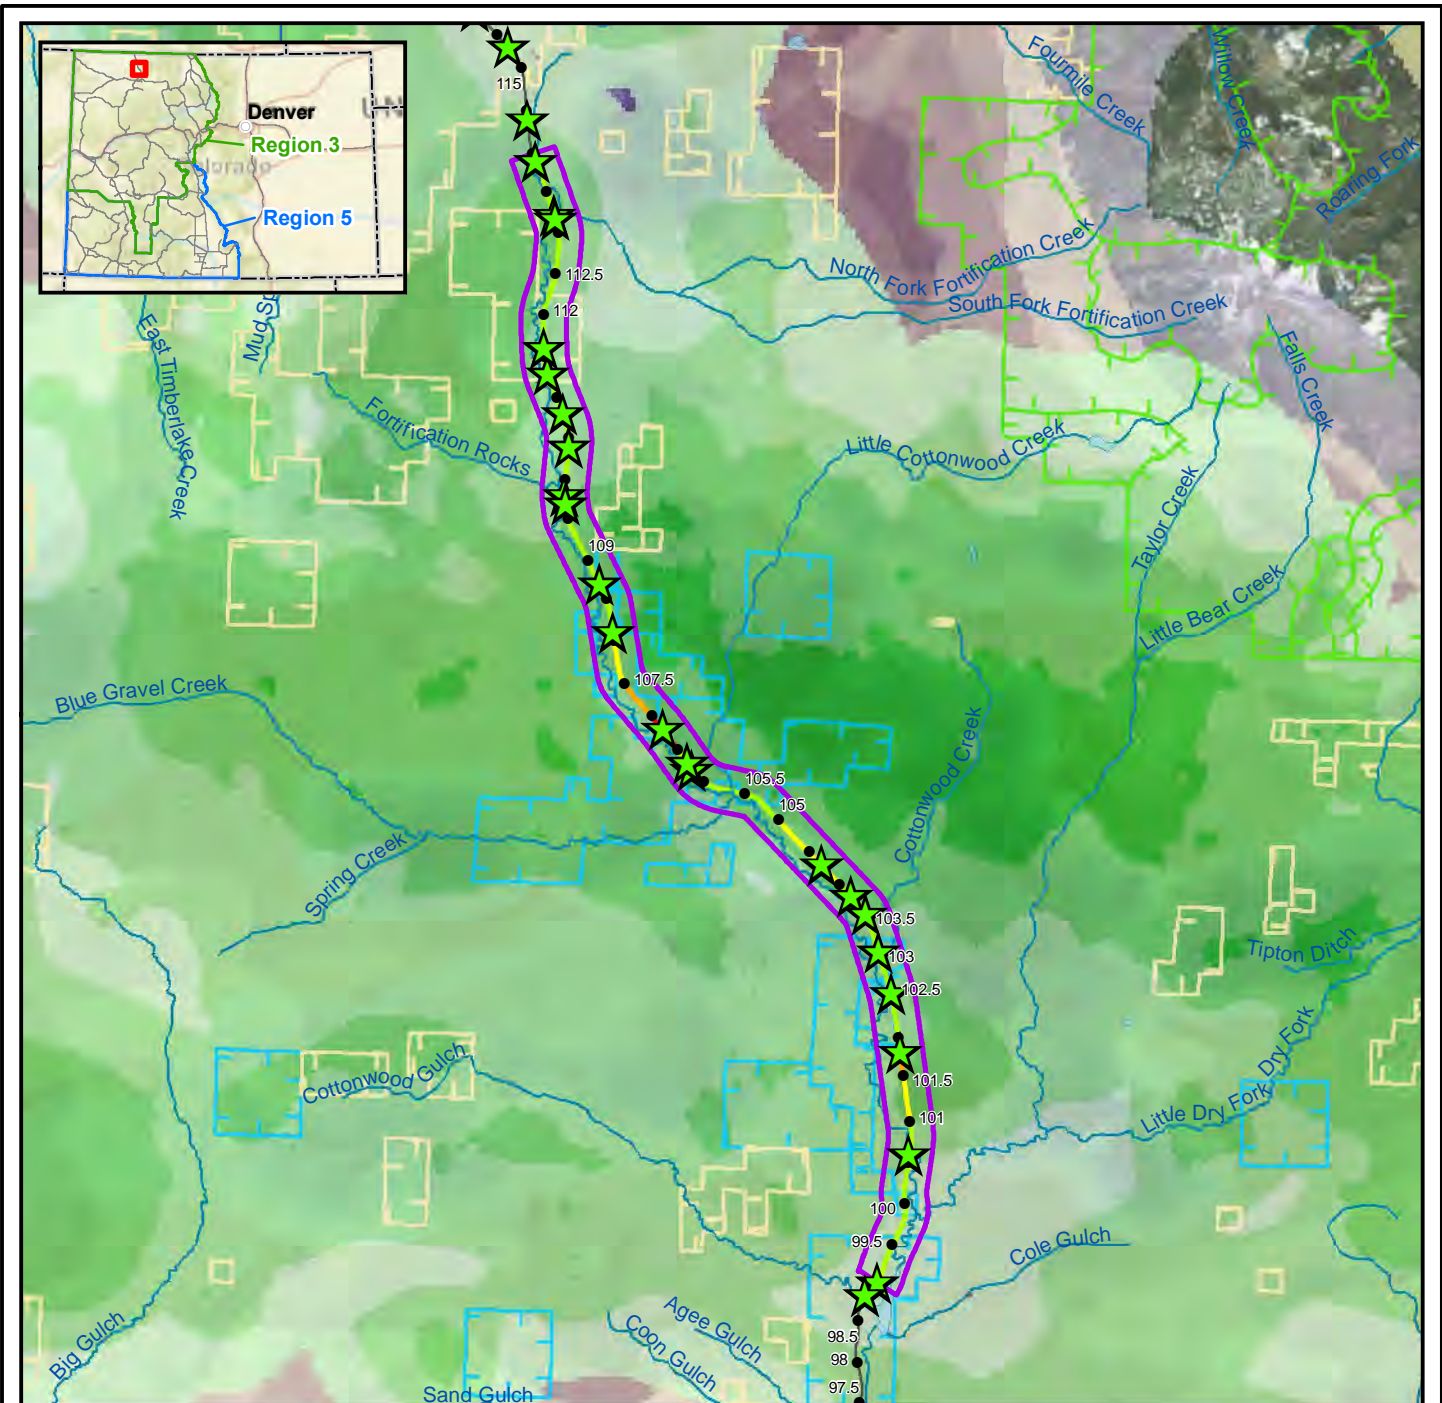 Denver
UN
Region 3
Colorado
Region 5
115
Fourmile Creek
Willow Creek
Roaring Fork
North Fork Fortification Creek
South Fork Fortification Creek
112.5
112
East Timberlake Creek
Mud Sp
Falls Creek
Fortification Rocks
Little Cottonwood Creek
Taylor Creek
109
Little Bear Creek
Blue Gravel Creek
107.5
Cottonwood Creek
105.5
105
Spring Creek
103.5
103
Tipton Ditch
102.5
Dry Fork
Cottonwood Gulch
101.5
101
Little Dry Fork
100
99.5
Cole Gulch
Agee Gulch
Coon Gulch
Big Gulch
98.5
98
97.5
Sand Gulch